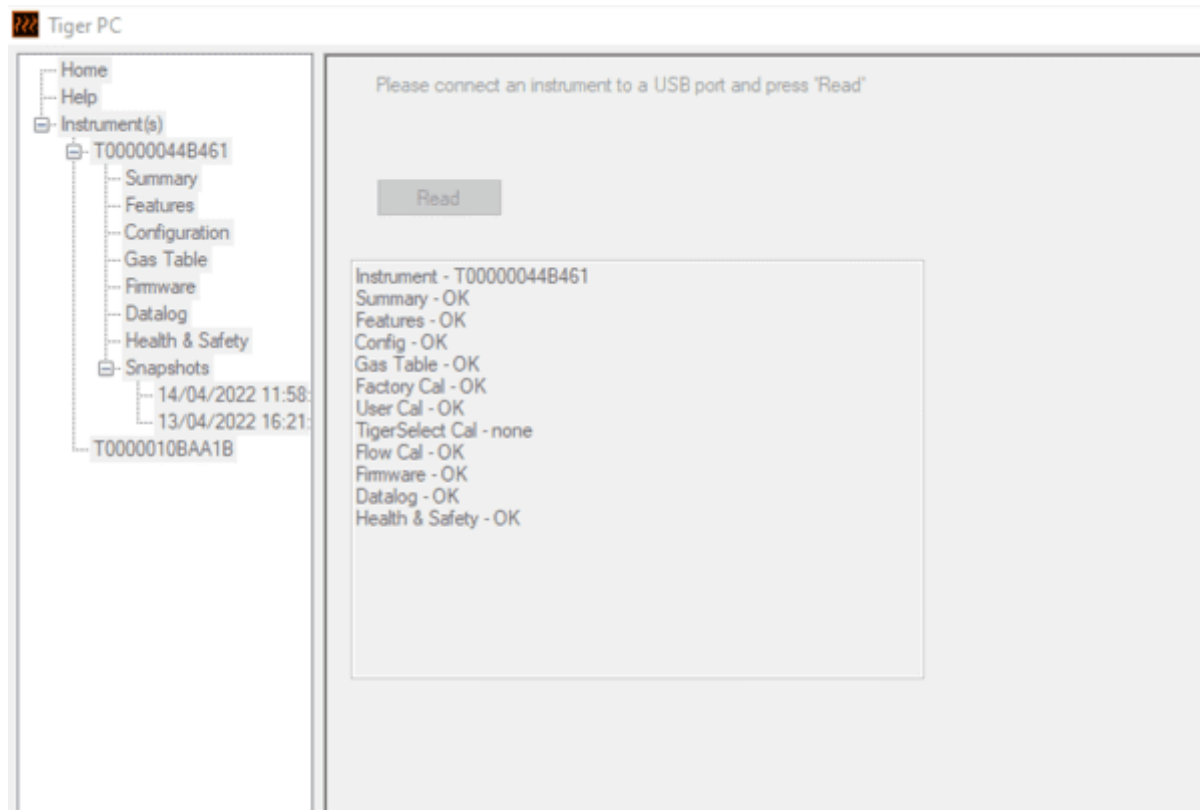 Tiger PC
Home
Help
Instrument(s)
T00000044B461
Summary
Features
Configuration
Gas Table
Firmware
Datalog
Health & Safety
Snapshots
14/04/2022 11:58:
13/04/2022 16:21:
T0000010BAA1B
Please connect an instrument to a USB port and press 'Read'
Read
Instrument - T00000044B461
Summary - OK
Features - OK
Config - OK
Gas Table - OK
Factory Cal - OK
User Cal - OK
TigerSelect Cal - none
Flow Cal - OK
Firmware - OK
Datalog - OK
Health & Safety - OK